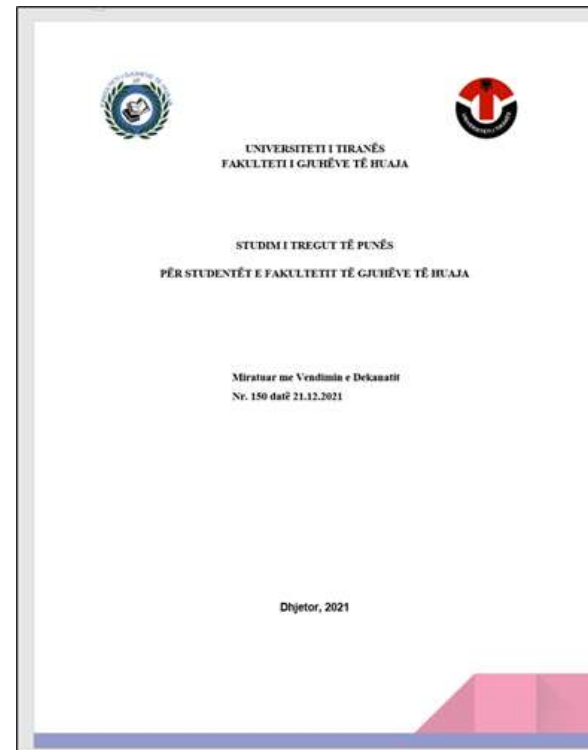 UNIVERSITETI I TIRANËS
FAKULTETI I GJUHËVE TË HUAJA
STUDIM I TREGUT TË PUNËS
PËR STUDENTËT E FAKULTETIT TË GJUHËVE TË HUAJA
Miratuar me Vendimin e Dekanatit
Nr. 150 datë 21.12.2021
Dhjetor, 2021